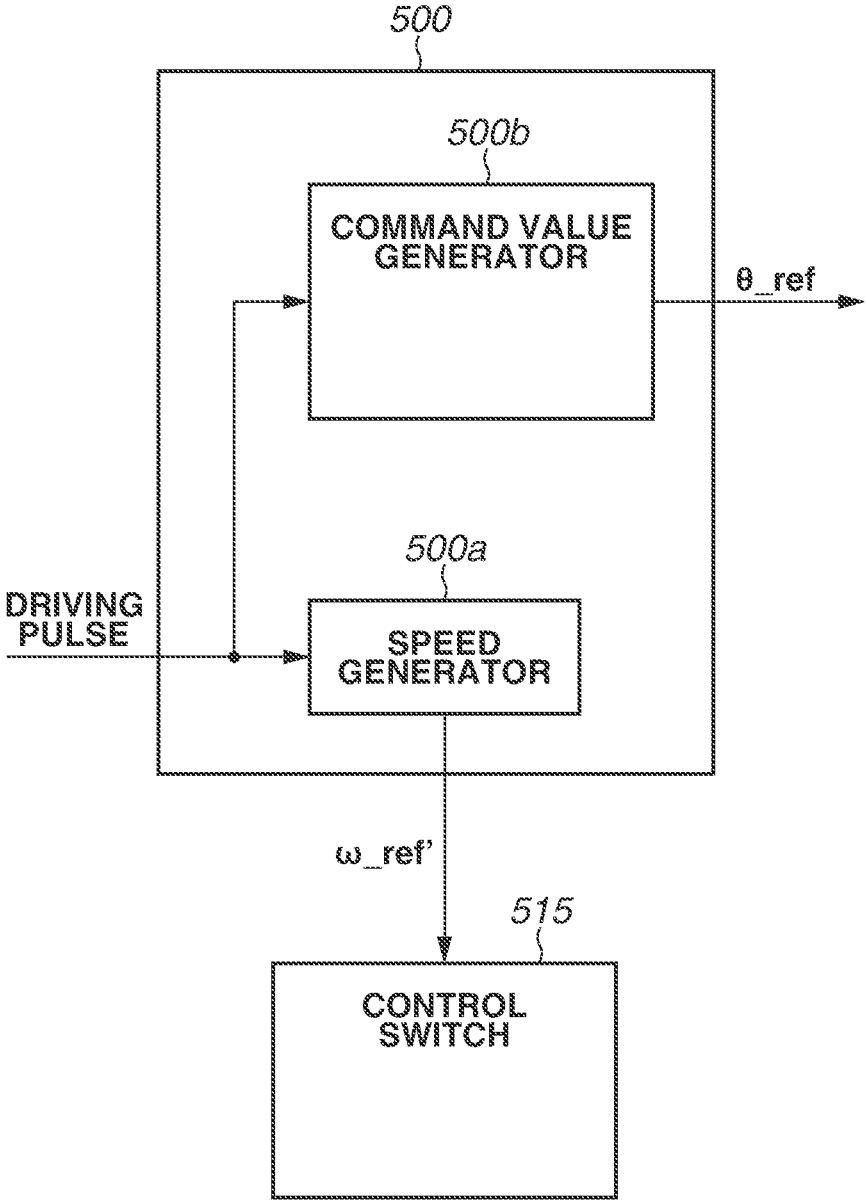 500
500b
COMMAND VALUE
GENERATOR
θ_ref
500a
DRIVING
PULSE
SPEED
GENERATOR
ω_ref'
515
CONTROL
SWITCH